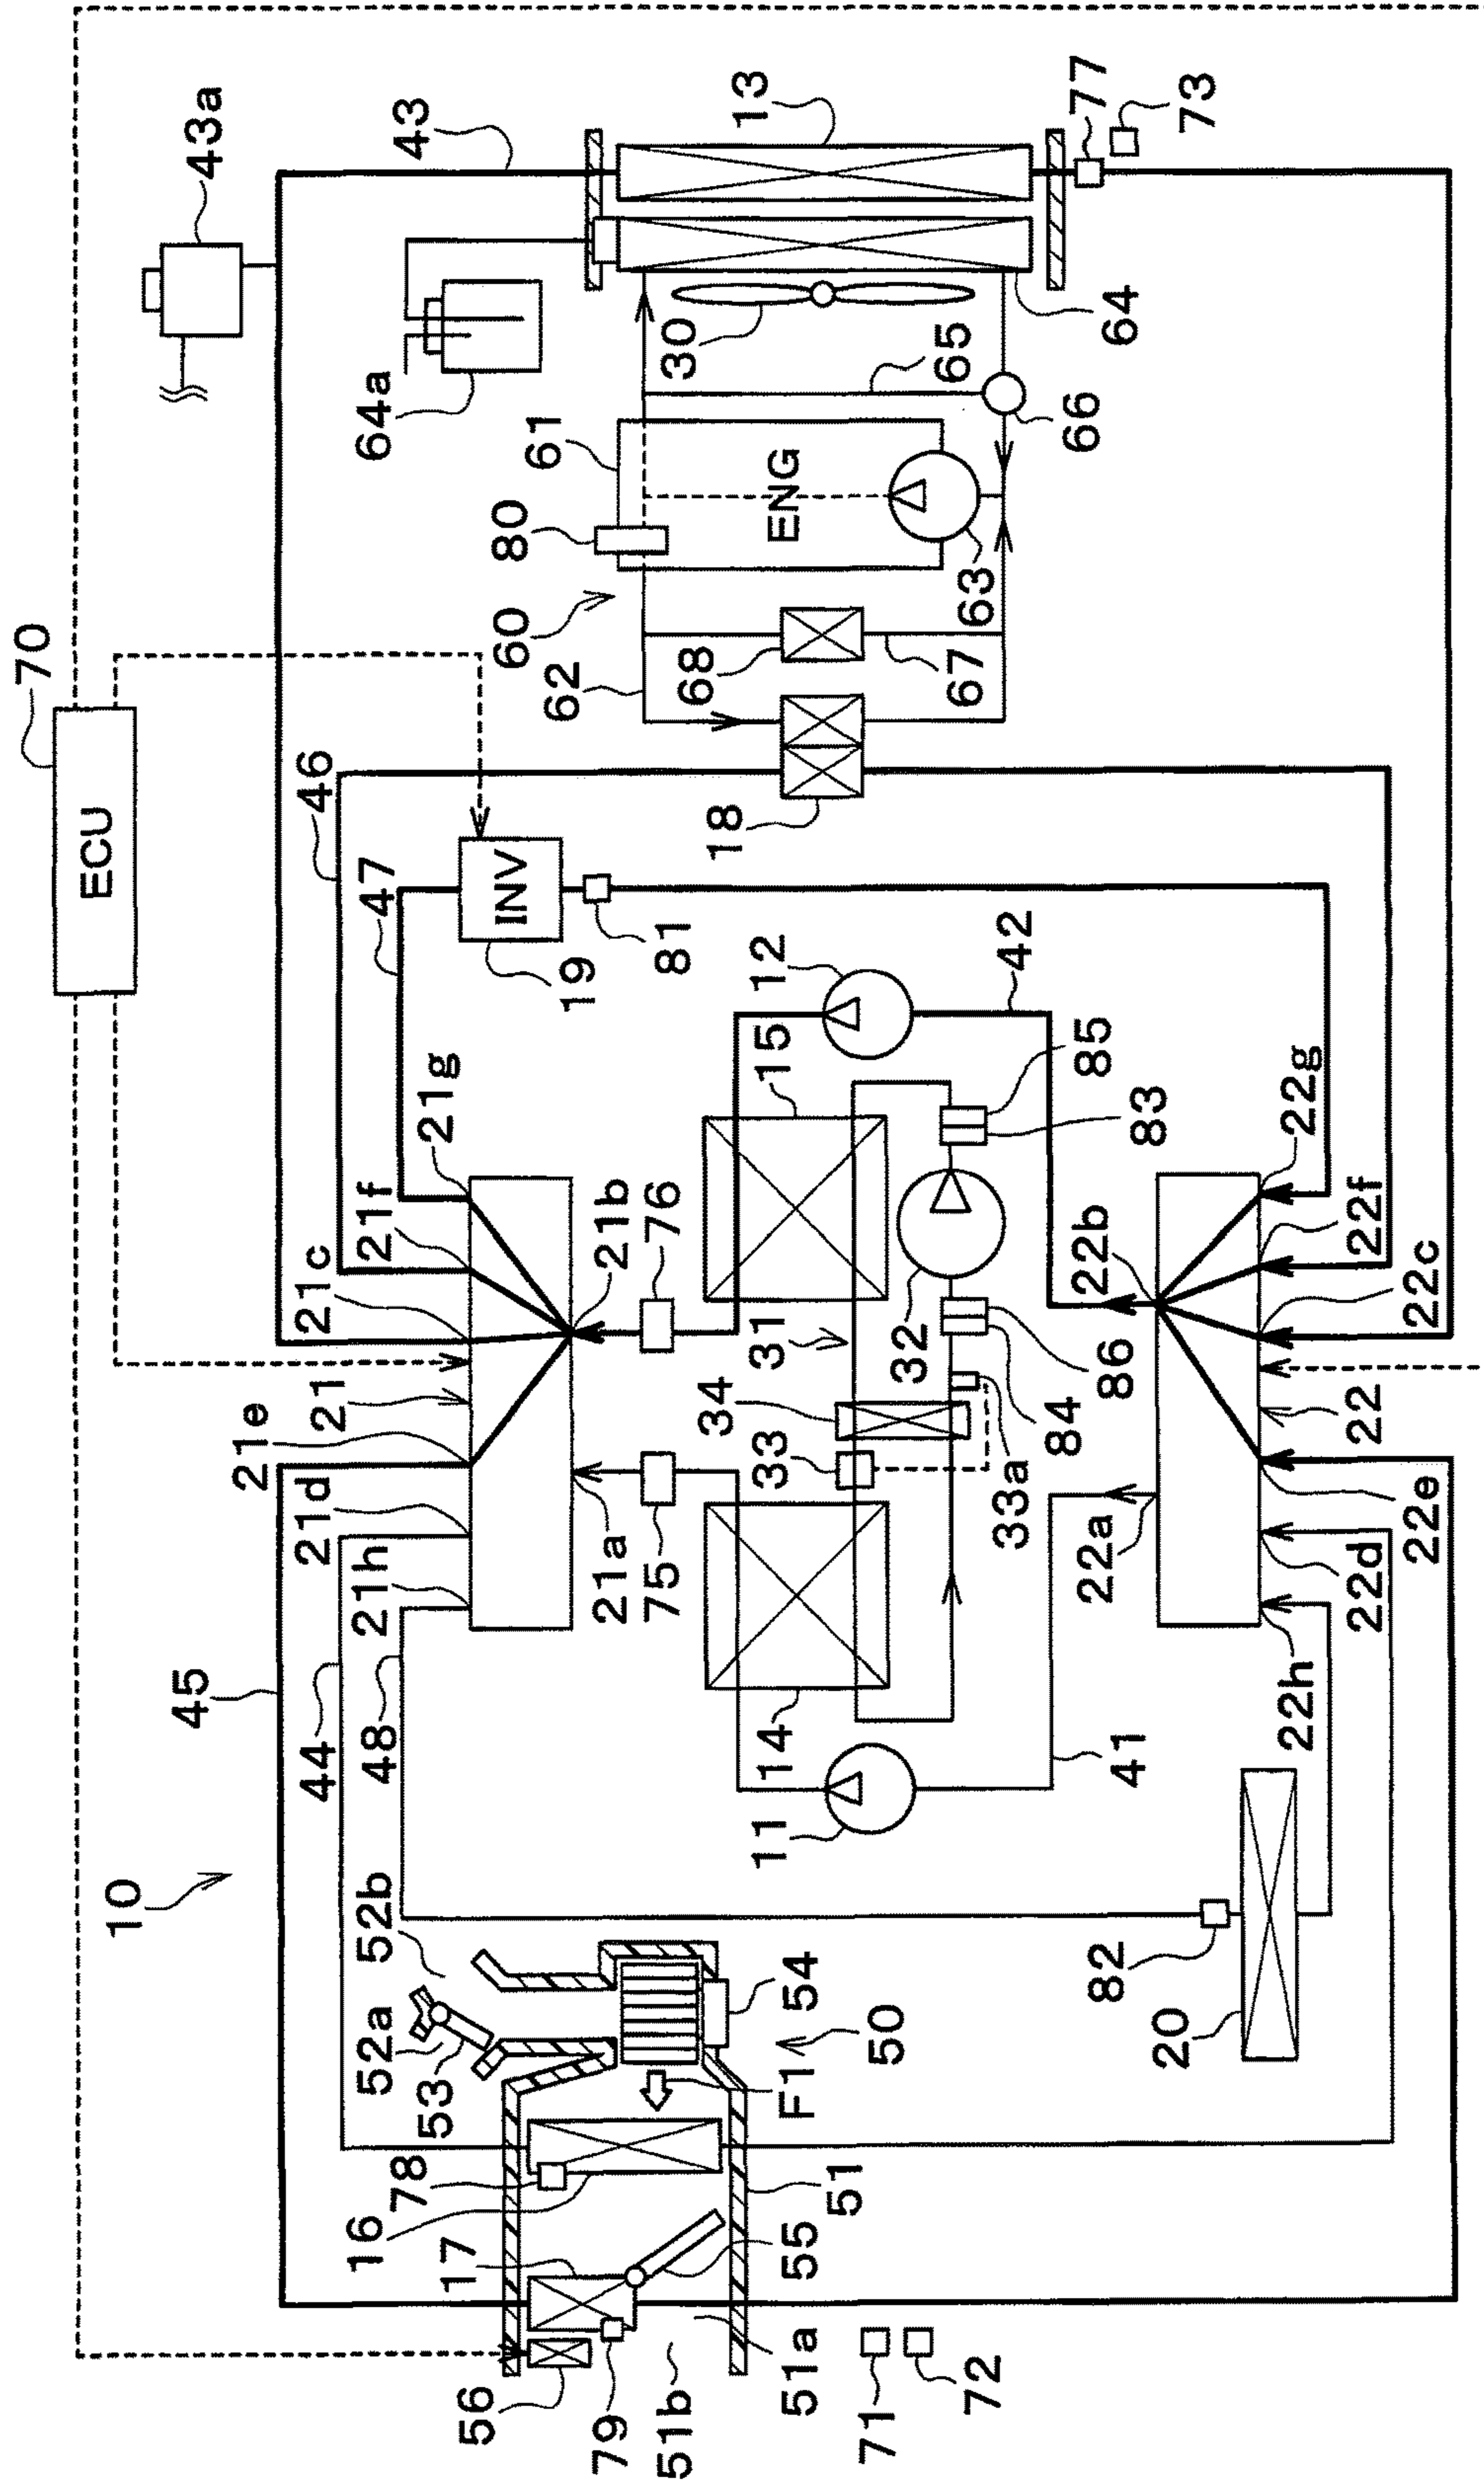 70
ECU
43a
43
13
77
73
64a
30
65
64
61
66
80
ENG
60
63
62
68
67
46
18
47
INV
19
81
12
42
15
85
83
21g
21f
21c
21b
76
22g
22b
22f
22c
31
32
86
84
34
33
33a
21
21e
21d
21h
21a
75
22
22a
22e
22d
22h
45
44
48
14
41
11
10
52b
52a
53
54
50
F1
82
20
78
16
17
51
55
56
79
51b
51a
71
72